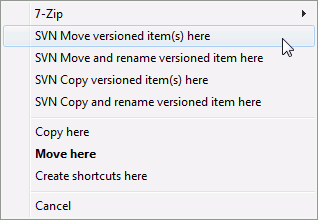 7-Zip
SVN Move versioned item(s) here
SVN Move and rename versioned item here
SVN Copy versioned item(s) here
SVN Copy and rename versioned item here
Copy here
Move here
Create shortcuts here
Cancel